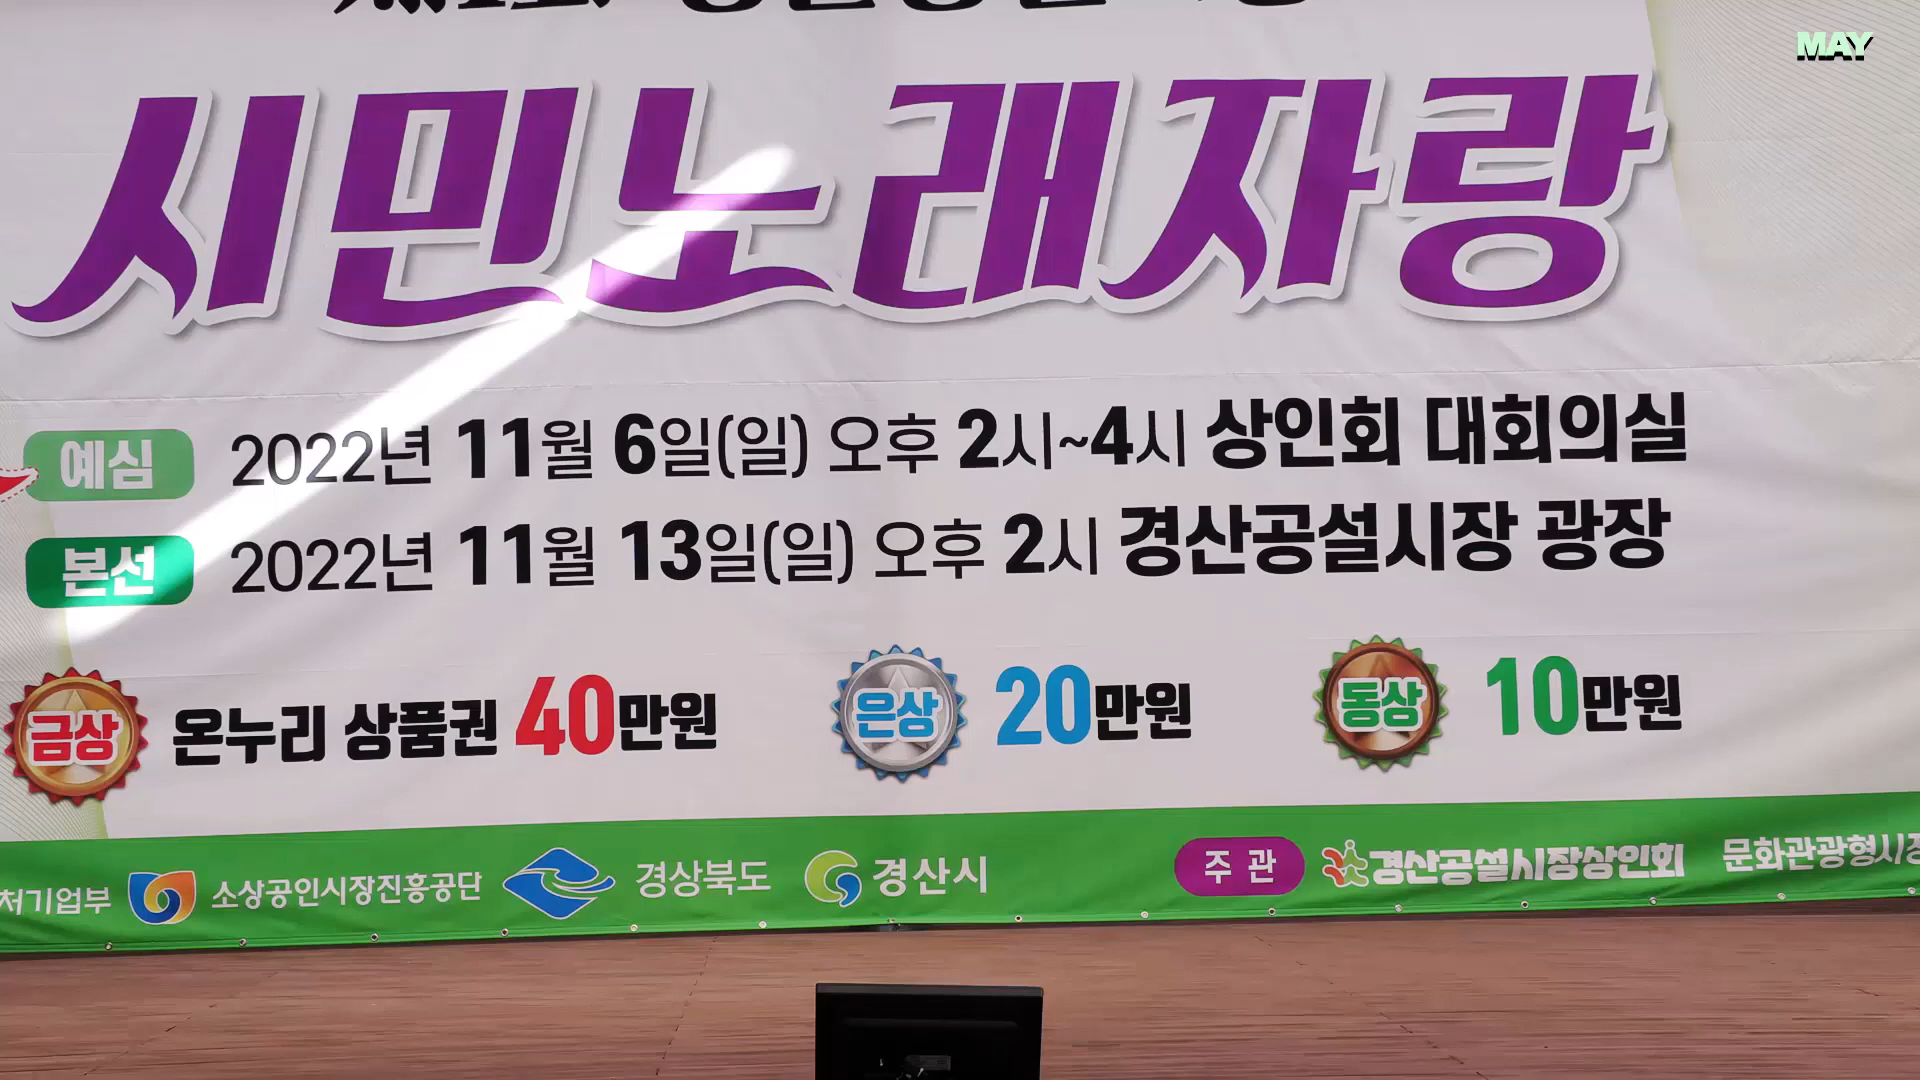 MAY
시민노래자랑
예심 2022년 11월 6일(일) 오후 2시~4시 상인회 대회의실
본선 2022년 11월 13일(일) 오후 2시 경산공설시장 광장
금상 온누리 상품권 40만원 은상 20만원 동상 10만원
처기업부 소상공인시장진흥공단 경상북도 경산시 주관 경산공설시장상인회 문화관광형시장